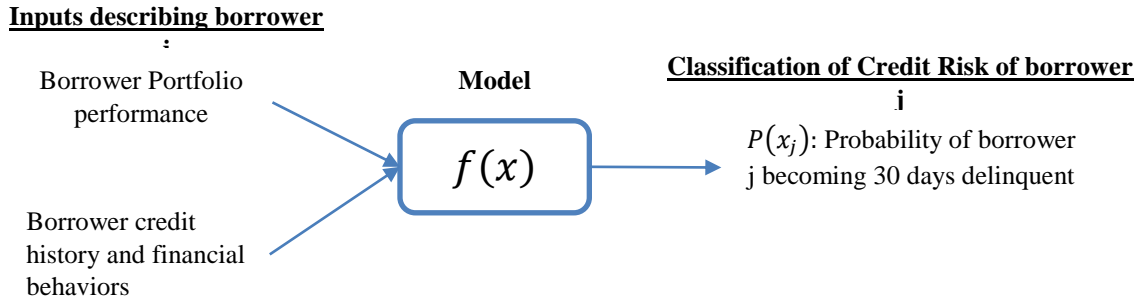 Inputs describing borrower
Borrower Portfolio
performance
Borrower credit
history and financial
behaviors
Model
f(x)
Classification of Credit Risk of borrower
j
P(x_j): Probability of borrower
j becoming 30 days delinquent